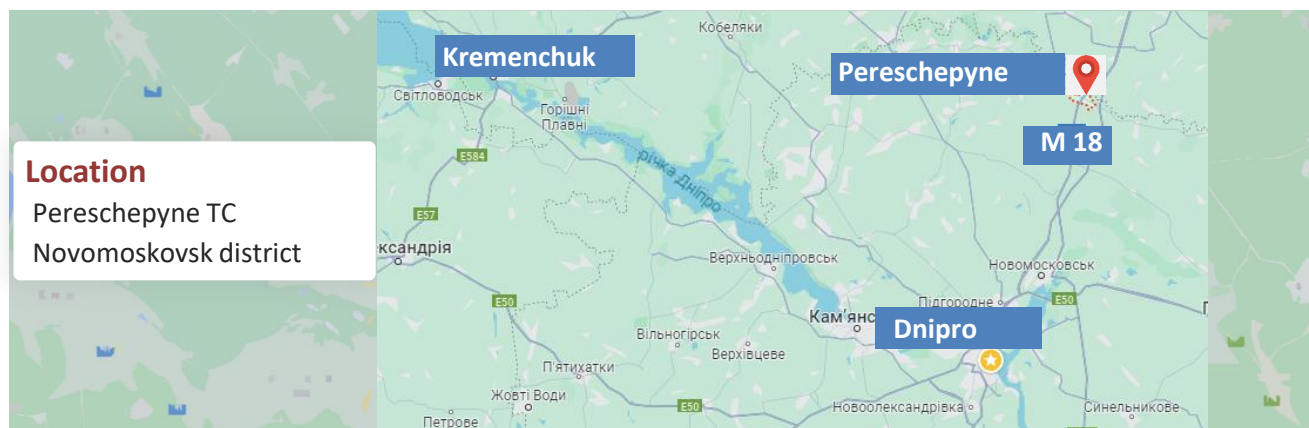 Кобеляки
Kremenchuk
Pereschepyne
Світловодськ
Горішні
Плавні
M 18
E584
річка Дніпро
Location
Pereschepyne TC
Novomoskovsk district
E57
ександрія
Верхньодніпровськ
Новомосковськ
E50
E50
Підгородне
Кам'янс
Dnipro
Вільногірськ
Верхівцеве
П'ятихатки
Жовті Води
E50
Новоолександрівка
Синельникове
Петрове